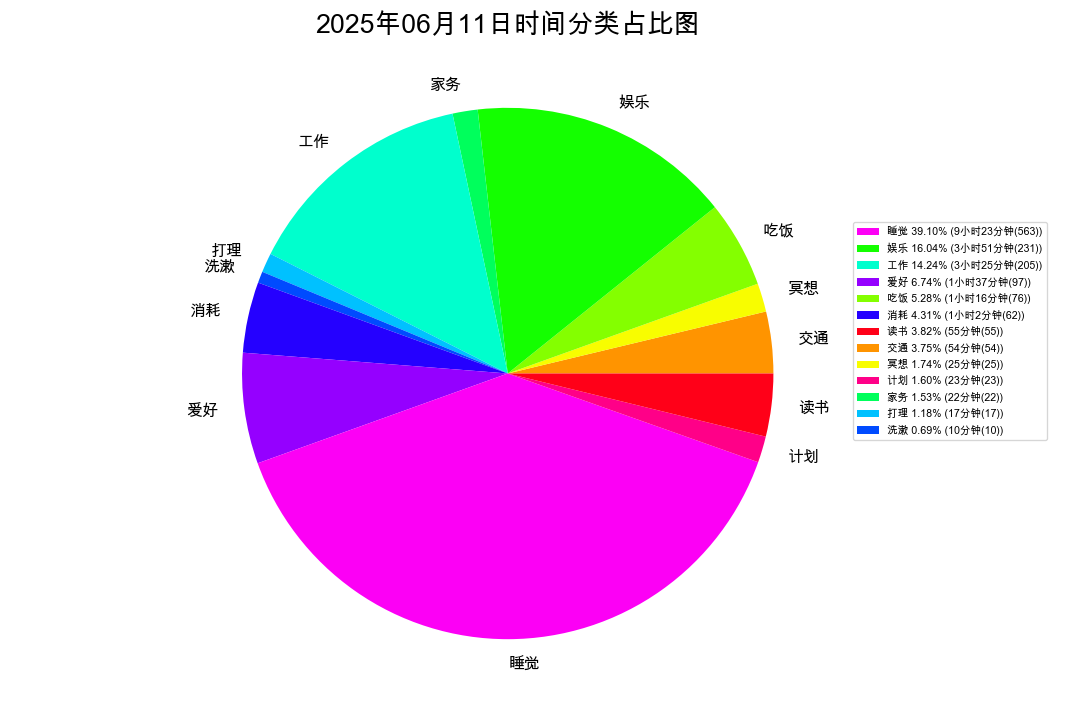 2025年06月11日时间分类占比图
家务
娱乐
工作
吃饭
打理
洗漱
冥想
消耗
交通
爱好
读书
计划
睡觉
睡觉 39.10% (9小时23分钟(563))
娱乐 16.04% (3小时51分钟(231))
工作 14.24% (3小时25分钟(205))
爱好 6.74% (1小时37分钟(97))
吃饭 5.28% (1小时16分钟(76))
消耗 4.31% (1小时2分钟(62))
读书 3.82% (55分钟(55))
交通 3.75% (54分钟(54))
冥想 1.74% (25分钟(25))
计划 1.60% (23分钟(23))
家务 1.53% (22分钟(22))
打理 1.18% (17分钟(17))
洗漱 0.69% (10分钟(10))